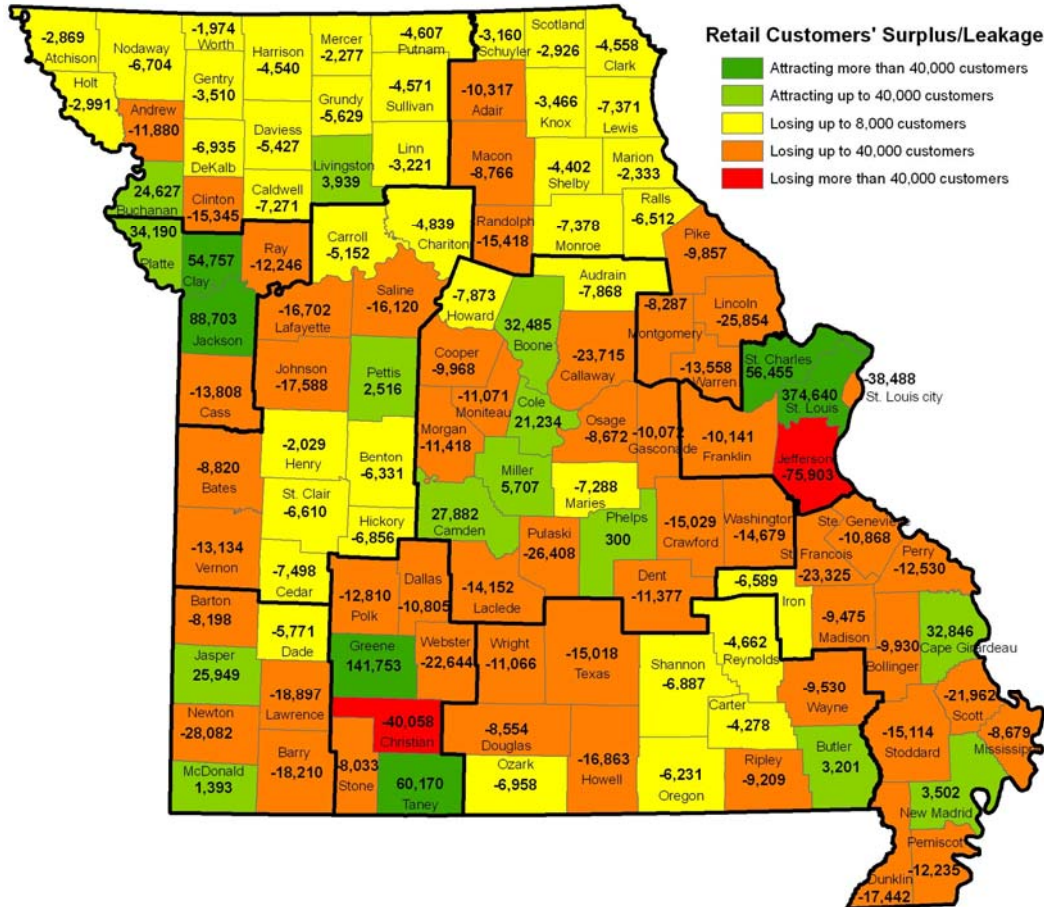 Retail Customers' Surplus/Leakage
Attracting more than 40,000 customers
Attracting up to 40,000 customers
Losing up to 8,000 customers
Losing up to 40,000 customers
Losing more than 40,000 customers
-2,869
Atchison
Nodaway
-6,704
-1,974
Worth
Harrison
-4,540
Mercer
-2,277
-4,607
Putnam
-3,160
Schuyler
Scotland
-2,926
-4,558
Clark
Holt
-2,991
Andrew
-11,880
Gentry
-3,510
Grundy
-5,629
-4,571
Sullivan
-10,317
Adair
-3,466
Knox
-7,371
Lewis
-6,935
DeKalb
Daviess
-5,427
Livingston
3,939
Linn
-3,221
Macon
-8,766
-4,402
Shelby
Marion
-2,333
24,627
Buchanan
Clinton
-15,345
Caldwell
-7,271
Carroll
-5,152
-4,839
Chariton
Randolph
-15,418
-7,378
Monroe
Ralls
-6,512
Pike
-9,857
34,190
Platte
54,757
Clay
Ray
-12,246
Saline
-16,120
-7,873
Howard
Audrain
-7,868
88,703
Jackson
-16,702
Lafayette
32,485
Boone
-23,715
Callaway
-8,287
Montgomery
Lincoln
-25,854
-13,558
Warren
St. Charles
56,455
374,640
St. Louis
-38,488
St. Louis city
-13,808
Cass
Johnson
-17,588
Pettis
2,516
Cooper
-9,968
-11,071
Moniteau
Cole
21,234
Osage
-8,672
-10,072
Gasconade
-10,141
Franklin
Jefferson
-75,903
-8,820
Bates
-2,029
Henry
Benton
-6,331
Morgan
-11,418
Miller
5,707
-7,288
Maries
St. Clair
-6,610
Hickory
-6,856
27,882
Camden
Pulaski
-26,408
Phelps
300
-15,029
Crawford
Washington
-14,679
Ste. Genevie
-10,868
St. Francois
-23,325
Perry
-12,530
-13,134
Vernon
-7,498
Cedar
-12,810
Polk
Dallas
-10,805
-14,152
Laclede
Dent
-11,377
-6,589
Iron
-9,475
Madison
-9,930
Bollinger
32,846
Cape Girardeau
Barton
-8,198
-5,771
Dade
Greene
141,753
Webster
-22,644
Wright
-11,066
-15,018
Texas
Shannon
-6,887
-4,662
Reynolds
-9,530
Wayne
-21,962
Scott
-8,679
Mississipp
Jasper
25,949
-18,897
Lawrence
-40,058
Christian
-8,554
Douglas
Carter
-4,278
-15,114
Stoddard
Newton
-28,082
Barry
-18,210
-8,033
Stone
60,170
Taney
Ozark
-6,958
-16,863
Howell
-6,231
Oregon
Ripley
-9,209
Butler
3,201
3,502
New Madrid
McDonald
1,393
Pemiscot
-12,235
Dunklin
-17,442